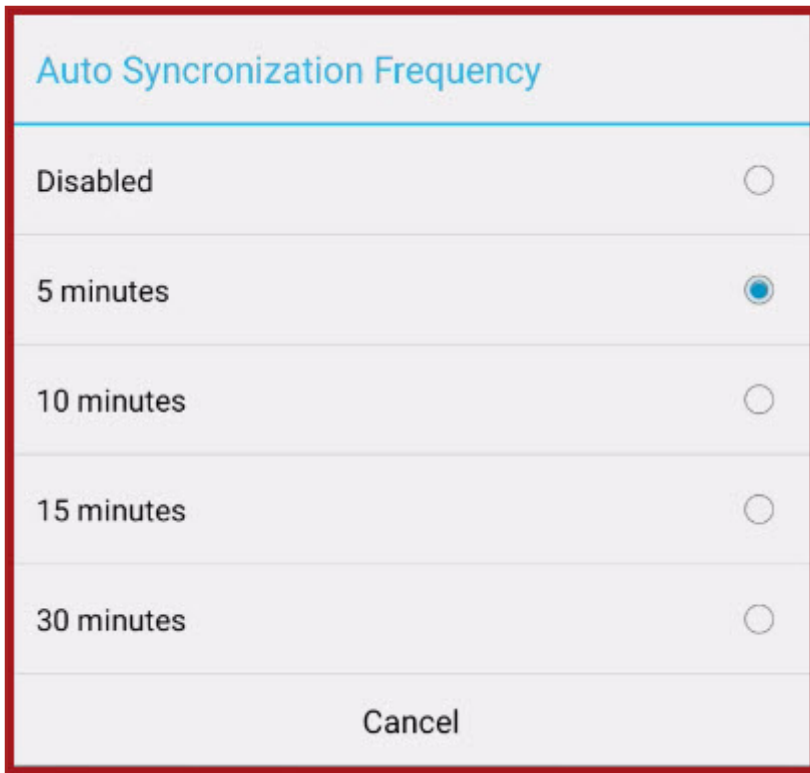 Auto Syncronization Frequency
Disabled
5 minutes
10 minutes
15 minutes
30 minutes
Cancel